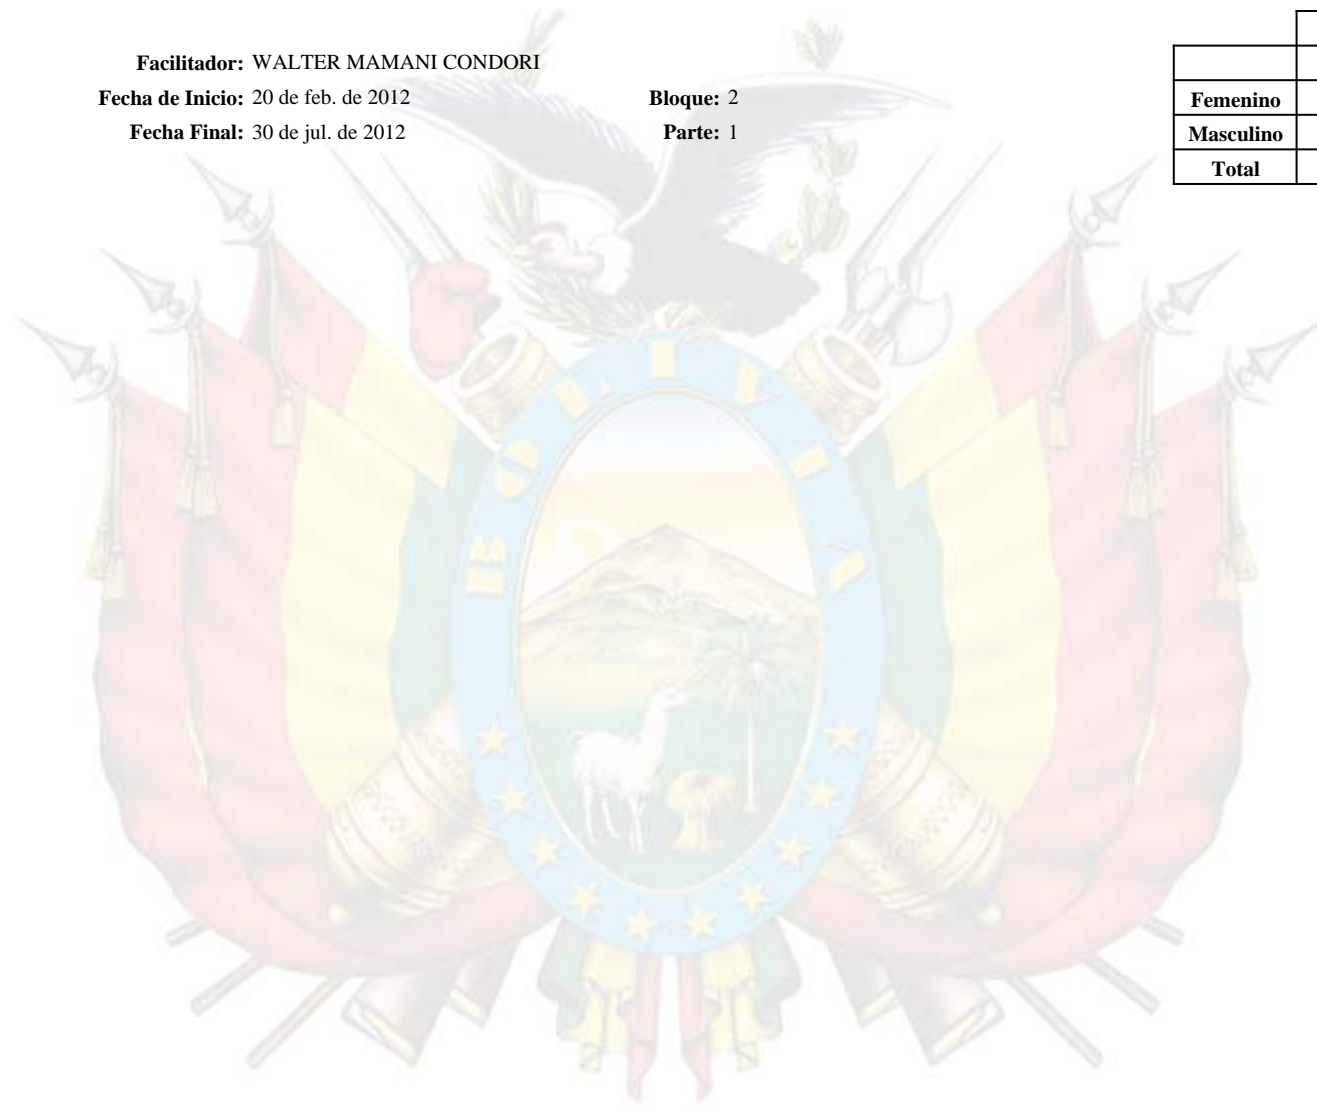 Facilitador: WALTER MAMANI CONDORI
Fecha de Inicio: 20 de feb. de 2012 Bloque: 2
Fecha Final: 30 de jul. de 2012 Parte: 1
Femenino
Masculino
Total
BOLIVIA